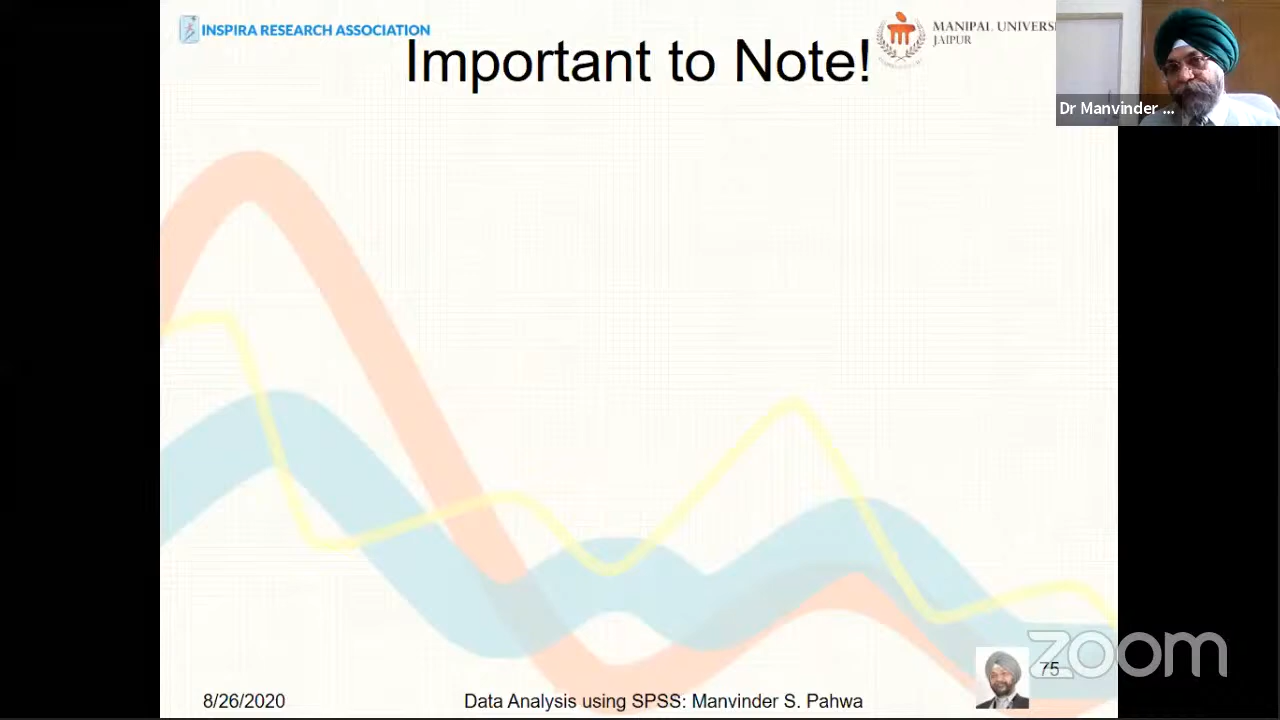 INSPIRA RESEARCH ASSOCIATION
MANIPAL UNIVERS
JAIPUR
Important to Note!
Dr Manvinder ...
8/26/2020
Data Analysis using SPSS: Manvinder S. Pahwa
75
zoom